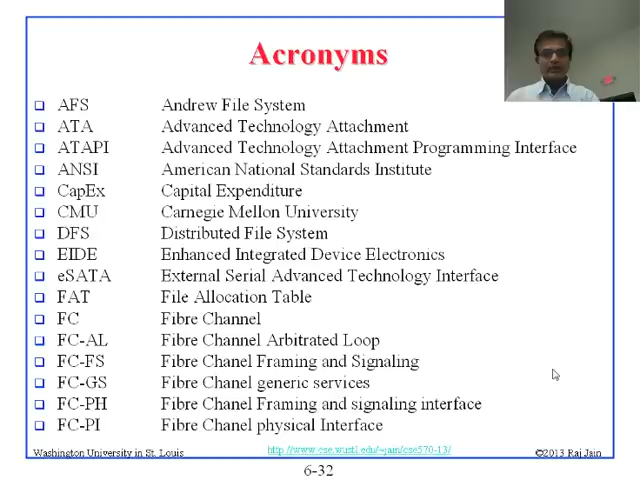 Acronyms
AFS Andrew File System
ATA Advanced Technology Attachment
ATAPI Advanced Technology Attachment Programming Interface
ANSI American National Standards Institute
CapEx Capital Expenditure
CMU Carnegie Mellon University
DFS Distributed File System
EIDE Enhanced Integrated Device Electronics
eSATA External Serial Advanced Technology Interface
FAT File Allocation Table
FC Fibre Channel
FC-AL Fibre Channel Arbitrated Loop
FC-FS Fibre Chanel Framing and Signaling
FC-GS Fibre Chanel generic services
FC-PH Fibre Chanel Framing and signaling interface
FC-PI Fibre Chanel physical Interface
Washington University in St. Louis http://www.cse.wustl.edu/~jain/cse570-13/ ©2013 Raj Jain
6-32